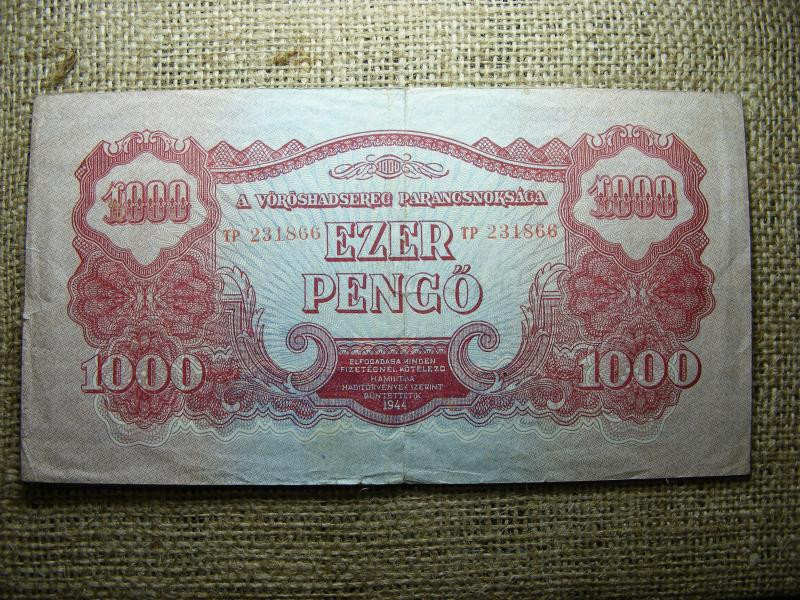 1000 1000
A VÖRÖSHADSEREG PARANCSNOKSÁGA
TP 231866 EZER TP 231866
PENGŐ
1000 1000
ELFOGADÁSA MINDEN
FIZETÉSNÉL KÖTELEZŐ
HAMISÍTÓJA
HADITÖRVÉNYEK SZERINT
BÜNTETTETIK
1944